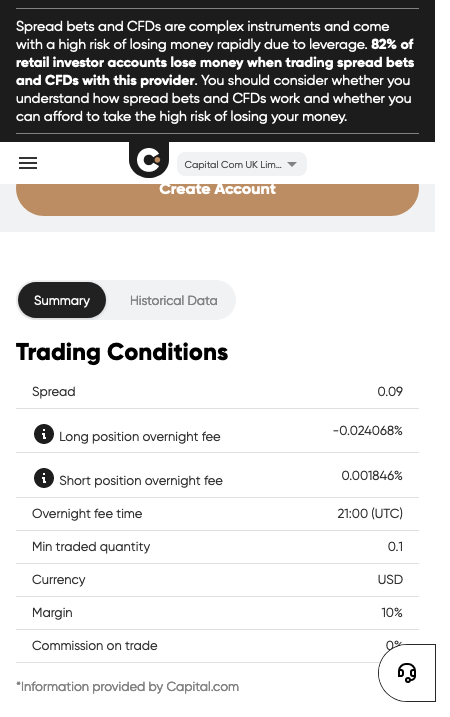 Spread bets and CFDs are complex instruments and come
with a high risk of losing money rapidly due to leverage. 82% of
retail investor accounts lose money when trading spread bets
and CFDs with this provider. You should consider whether you
understand how spread bets and CFDs work and whether you
can afford to take the high risk of losing your money.
Capital Com UK Lim...
Create Account
Summary
Historical Data
Trading Conditions
Spread 0.09
Long position overnight fee -0.024068%
Short position overnight fee 0.001846%
Overnight fee time 21:00 (UTC)
Min traded quantity 0.1
Currency USD
Margin 10%
Commission on trade 0%
*Information provided by Capital.com